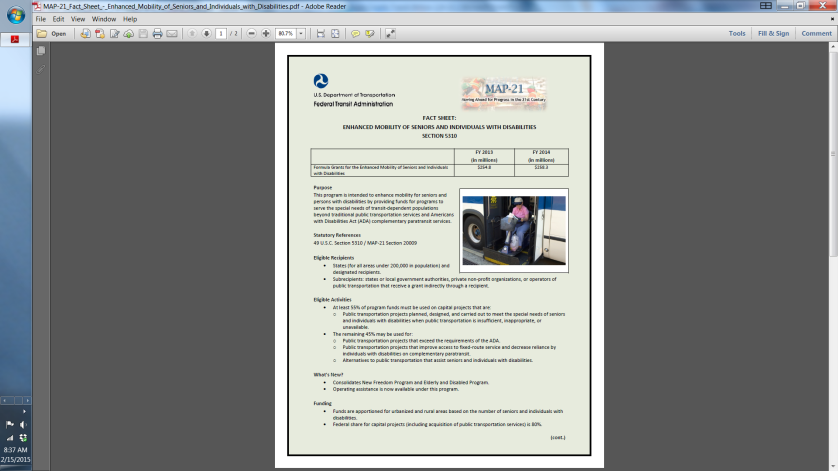 MAP-21_Fact_Sheet_-_Enhanced_Mobility_of_Seniors_and_Individuals_with_Disabilities.pdf - Adobe Reader
File Edit View Window Help
Open 1 / 2 80.7% Tools Fill & Sign Comment
U.S. Department of Transportation
Federal Transit Administration
MAP-21
Moving Ahead for Progress in the 21st Century
FACT SHEET:
ENHANCED MOBILITY OF SENIORS AND INDIVIDUALS WITH DISABILITIES
SECTION 5310
FY 2013 FY 2014
(in millions) (in millions)
Formula Grants for the Enhanced Mobility of Seniors and Individuals $254.8 $258.3
with Disabilities
Purpose
This program is intended to enhance mobility for seniors and
persons with disabilities by providing funds for programs to
serve the special needs of transit-dependent populations
beyond traditional public transportation services and Americans
with Disabilities Act (ADA) complementary paratransit services.
Statutory References
49 U.S.C. Section 5310 / MAP-21 Section 20009
Eligible Recipients
• States (for all areas under 200,000 in population) and
designated recipients.
• Subrecipients: states or local government authorities, private non-profit organizations, or operators of
public transportation that receive a grant indirectly through a recipient.
Eligible Activities
• At least 55% of program funds must be used on capital projects that are:
o Public transportation projects planned, designed, and carried out to meet the special needs of seniors
and individuals with disabilities when public transportation is insufficient, inappropriate, or
unavailable.
• The remaining 45% may be used for:
o Public transportation projects that exceed the requirements of the ADA.
o Public transportation projects that improve access to fixed-route service and decrease reliance by
individuals with disabilities on complementary paratransit.
o Alternatives to public transportation that assist seniors and individuals with disabilities.
What's New?
• Consolidates New Freedom Program and Elderly and Disabled Program.
• Operating assistance is now available under this program.
Funding
• Funds are apportioned for urbanized and rural areas based on the number of seniors and individuals with
disabilities.
• Federal share for capital projects (including acquisition of public transportation services) is 80%.
(cont.)
8:37 AM
2/15/2015